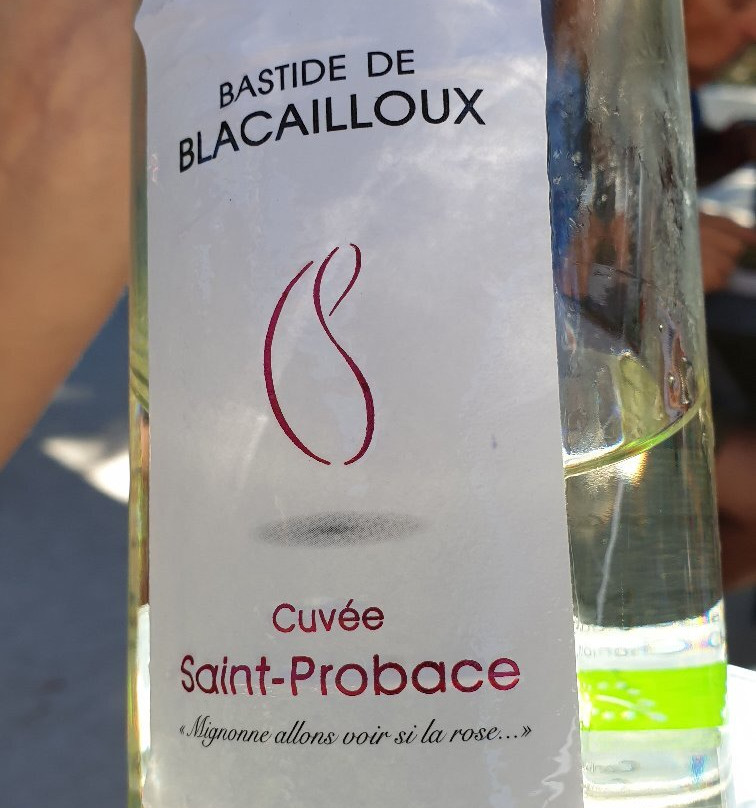 BASTIDE DE
BLACAILLOUX
Cuvée
Saint-Probace
«Mignonne allons voir si la rose...»